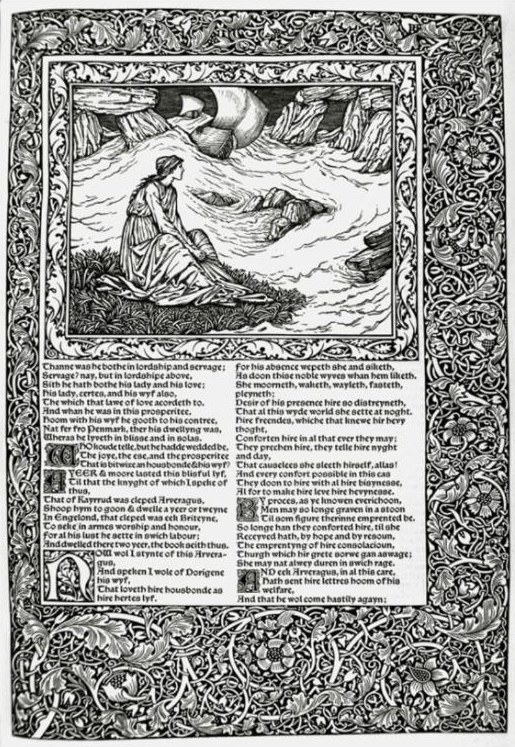 Thanne was he bothe in lordship and servage;
Servage? nay, but in lordshipe above,
Sith he hath bothe his lady and his love;
His lady, certes, and his wyf also,
The which that lawe of love acordeth to.
And whan he was in this prosperitee,
Hoom with his wyf he gooth to his contree,
Nat fer fro Penmark, ther his dwellyng was,
Wheras he lyveth in blisse and in solas.
WHO koude telle, but he hadde wedded be,
The joye, the ese, and the prosperitee
That is bitwixe an housbonde & his wyf?
A YEER & moore lasted this blisful lyf,
Til that the knyght of which I speke of
thus,
That of Kayrrud was cleped Arveragus,
Shoop hym to goon & dwelle a yeer or tweyne
In Engelond, that cleped was eek Briteyne,
To seke in armes worship and honour,
For al his lust he sette in swich labour;
And dwelled there two yeer, the book seith thus.
NOW wol I stynte of this Arvera-
gus,
And speken I wole of Dorigene
his wyf,
That loveth hire housbonde as
hire hertes lyf.
For his absence wepeth she and siketh,
As doon thise noble wyves whan hem liketh.
She moorneth, waketh, wayleth, fasteth,
pleyneth;
Desir of his presence hire so distreyneth,
That al this wyde world she sette at noght.
Hire freendes, whiche that knewe hir hevy
thoght,
Conforten hire in al that ever they may;
They prechen hire, they telle hire nyght
and day,
That causelees she sleeth hirself, allas!
And every confort possible in this cas
They doon to hire with al hire bisynesse,
Al for to make hire leve hire hevynesse.
BY proces, as ye knowen everichoon,
Men may so longe graven in a stoon
Til som figure therinne emprented be.
So longe han they conforted hire, til she
Receyved hath, by hope and by resoun,
The emprentyng of hire consolacioun,
Thurgh which hir grete sorwe gan aswage;
She may nat alwey duren in swich rage.
AND eek Arveragus, in al this care,
Hath sent hire lettres hoom of his
welfare,
And that he wol come hastily agayn;